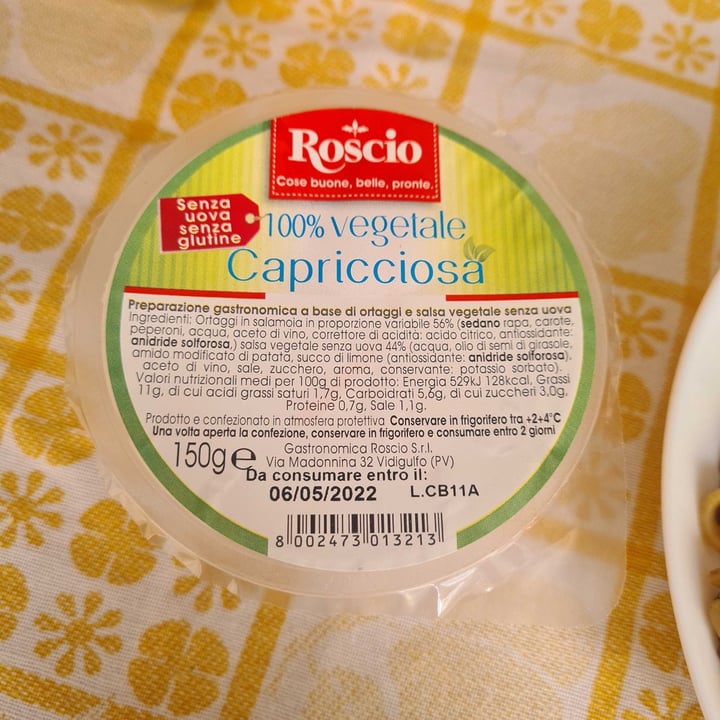 Roscio
Cose buone, belle, pronte.
Senza
uova
senza
glutine
100% vegetale
Capricciosa
Preparazione gastronomica a base di ortaggi e salsa vegetale senza uova
Ingredienti: Ortaggi in salamoia in proporzione variabile 56% (sedano rapa, carote,
peperoni, acqua, aceto di vino, correttore di acidità: acido citrico, antiossidante:
anidride solforosa,) salsa vegetale senza uova 44% (acqua, olio di semi di girasole,
amido modificato di patata, succo di limone (antiossidante: anidride solforosa),
aceto di vino, sale, zucchero, aroma, conservante: potassio sorbato).
Valori nutrizionali medi per 100g di prodotto: Energia 529kJ 128kcal, Grassi
11g, di cui acidi grassi saturi 1,7g, Carboidrati 5,6g, di cui zuccheri 3,0g,
Proteine 0,7g, Sale 1,1g.
Prodotto e confezionato in atmosfera protettiva Conservare in frigorifero tra +2+4°C
Una volta aperta la confezione, conservare in frigorifero e consumare entro 2 giorni
Gastronomica Roscio S.r.l.
150g e Via Madonnina 32 Vidigulfo (PV)
Da consumare entro il:
06/05/2022 L.CB11A
8 002473 013213